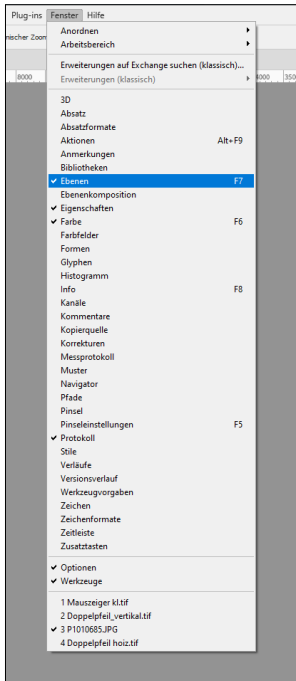 Plug-ins Fenster Hilfe
nischer Zoom
8000
4000 350
Anordnen
Arbeitsbereich
Erweiterungen auf Exchange suchen (klassisch)...
Erweiterungen (klassisch)
3D
Absatz
Absatzformate
Aktionen Alt+F9
Anmerkungen
Bibliotheken
Ebenen F7
Ebenenkomposition
Eigenschaften
Farbe F6
Farbfelder
Formen
Glyphen
Histogramm
Info F8
Kanäle
Kommentare
Kopierquelle
Korrekturen
Messprotokoll
Muster
Navigator
Pfade
Pinsel
Pinseleinstellungen F5
Protokoll
Stile
Verläufe
Versionsverlauf
Werkzeugvorgaben
Zeichen
Zeichenformate
Zeitleiste
Zusatztasten
Optionen
Werkzeuge
1 Mauszeiger kl.tif
2 Doppelpfeil_vertikal.tif
3 P1010685.JPG
4 Doppelpfeil hoiz.tif